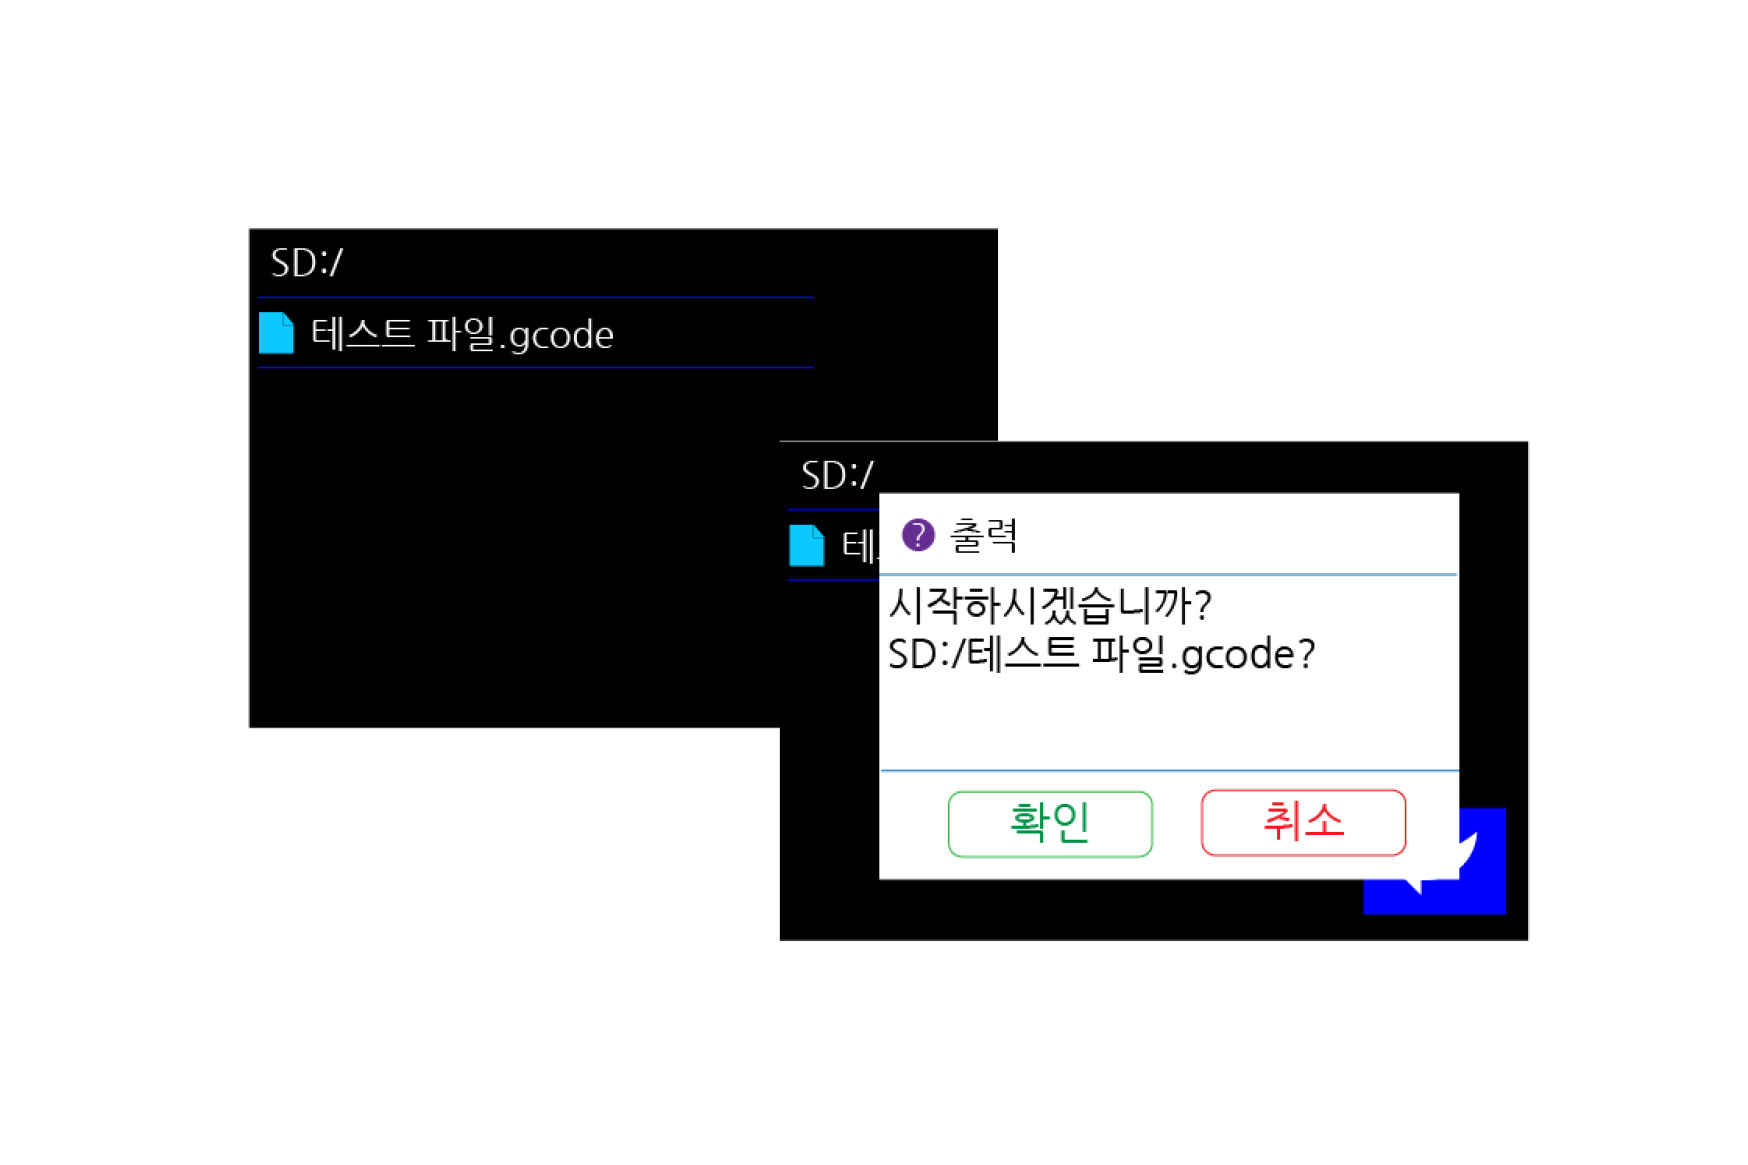 SD:/
테스트 파일.gcode
SD:/
테
? 출력
시작하시겠습니까?
SD:/테스트 파일.gcode?
확인
취소